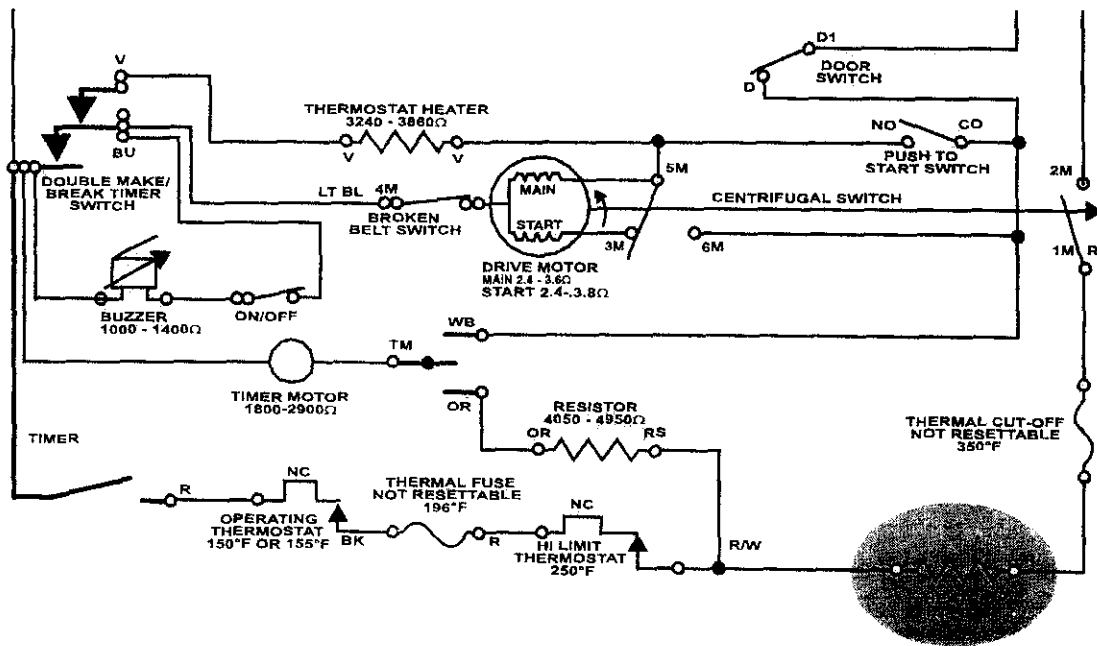 D1
DOOR
SWITCH
D
V
THERMOSTAT HEATER
3240 - 3860Ω
V
V
NO
CO
PUSH TO
START SWITCH
BU
DOUBLE MAKE/
BREAK TIMER
SWITCH
LT BL
4M
BROKEN
BELT SWITCH
MAIN
START
5M
3M
6M
CENTRIFUGAL SWITCH
2M
1M
R
DRIVE MOTOR
MAIN 2.4 - 3.6Ω
START 2.4-.3.8Ω
BUZZER
1000 - 1400Ω
ON/OFF
WB
TM
OR
TIMER MOTOR
1800-2900Ω
RESISTOR
4050 - 4950Ω
OR
RS
THERMAL CUT-OFF
NOT RESETTABLE
350°F
TIMER
R
NC
OPERATING
THERMOSTAT
150°F OR 155°F
BK
THERMAL FUSE
NOT RESETTABLE
196°F
R
NC
HI LIMIT
THERMOSTAT
250°F
R/W